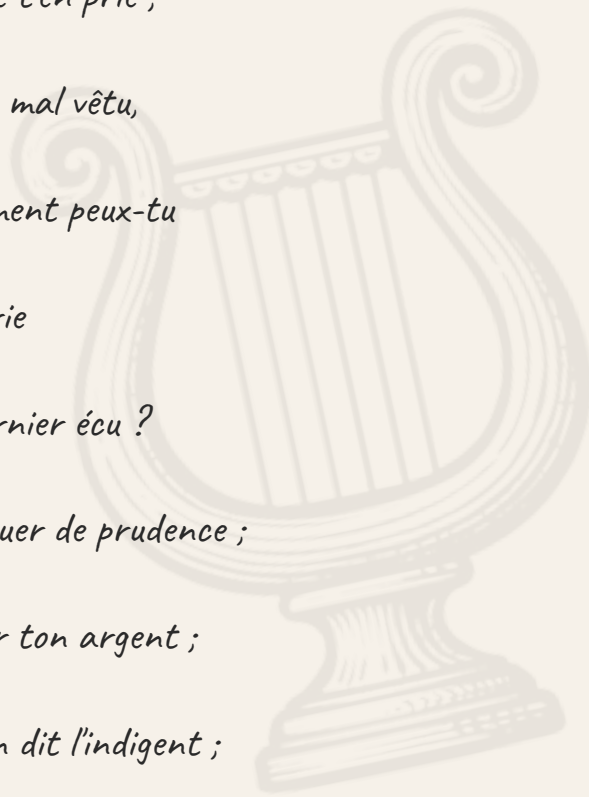 t'en prie ;
mal vêtu,
ment peux-tu
rie
rnier écu ?
uer de prudence ;
r ton argent ;
n dit l'indigent ;